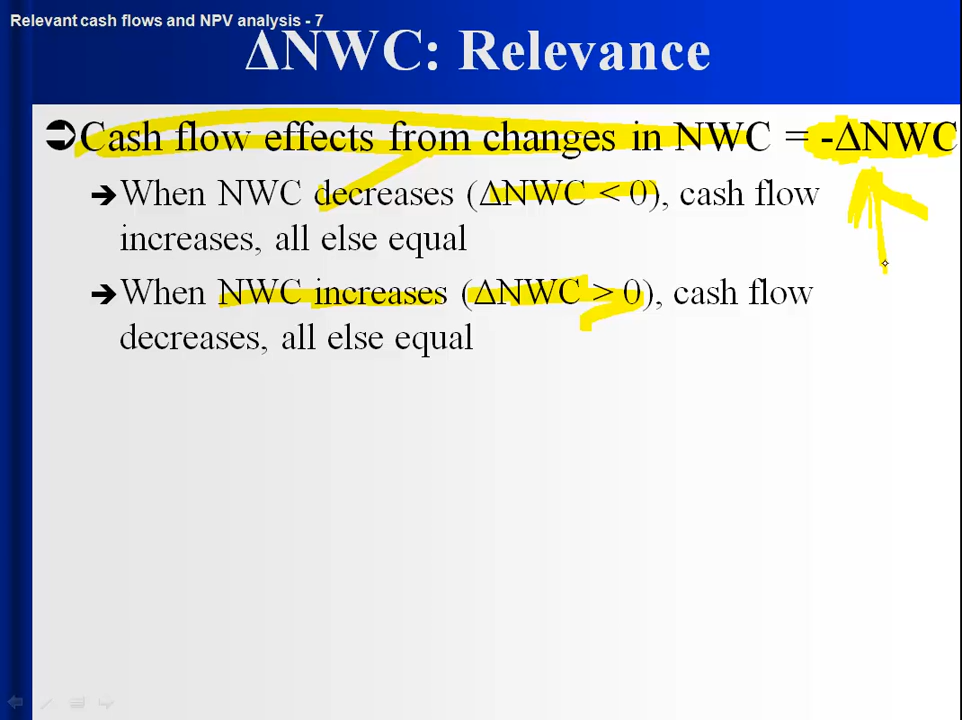 Relevant cash flows and NPV analysis - 7
ΔNWC: Relevance
Cash flow effects from changes in NWC = -ΔNWC
When NWC decreases (ΔNWC < 0), cash flow
increases, all else equal
When NWC increases (ΔNWC > 0), cash flow
decreases, all else equal